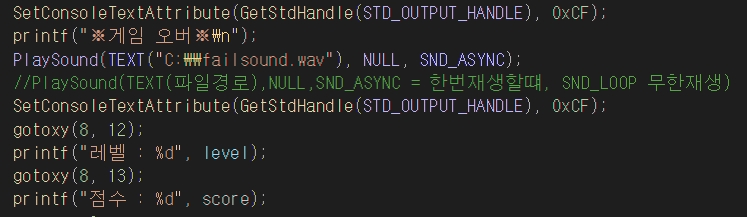 SetConsoleTextAttribute(GetStdHandle(STD_OUTPUT_HANDLE), 0xCF);
printf("※게임 오버※₩n");
PlaySound(TEXT("C:₩₩failsound.wav"), NULL, SND_ASYNC);
//PlaySound(TEXT(파일경로),NULL,SND_ASYNC = 한번재생할떄, SND_LOOP 무한재생)
SetConsoleTextAttribute(GetStdHandle(STD_OUTPUT_HANDLE), 0xCF);
gotoxy(8, 12);
printf("레벨 : %d", level);
gotoxy(8, 13);
printf("점수 : %d", score);